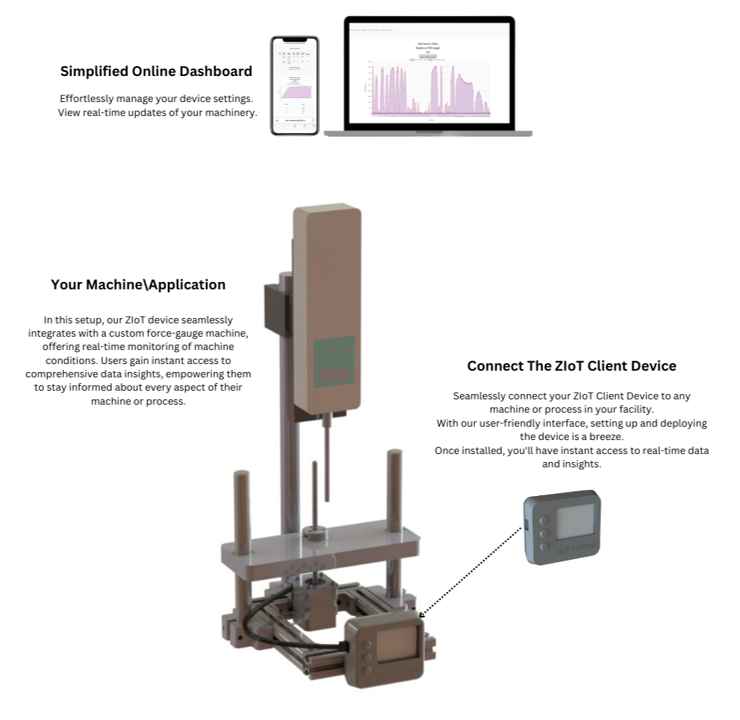 Simplified Online Dashboard
Effortlessly manage your device settings.
View real-time updates of your machinery.
Your Machine\Application
In this setup, our ZIoT device seamlessly
integrates with a custom force-gauge machine,
offering real-time monitoring of machine
conditions. Users gain instant access to
comprehensive data insights, empowering them
to stay informed about every aspect of their
machine or process.
Connect The ZIoT Client Device
Seamlessly connect your ZIoT Client Device to any
machine or process in your facility.
With our user-friendly interface, setting up and deploying
the device is a breeze.
Once installed, you'll have instant access to real-time data
and insights.